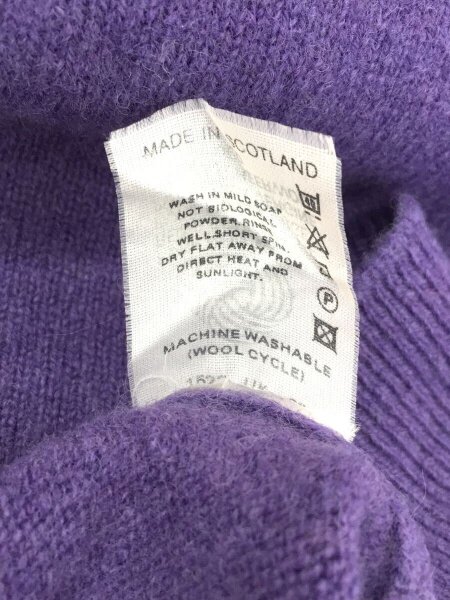 MADE IN SCOTLAND
WASH IN MILD SOAP
NOT BIOLOGICAL
POWDER. RINSE
WELL. SHORT SPIN.
DRY FLAT AWAY FROM
DIRECT HEAT AND
SUNLIGHT.
40
P
MACHINE WASHABLE
(WOOL CYCLE)